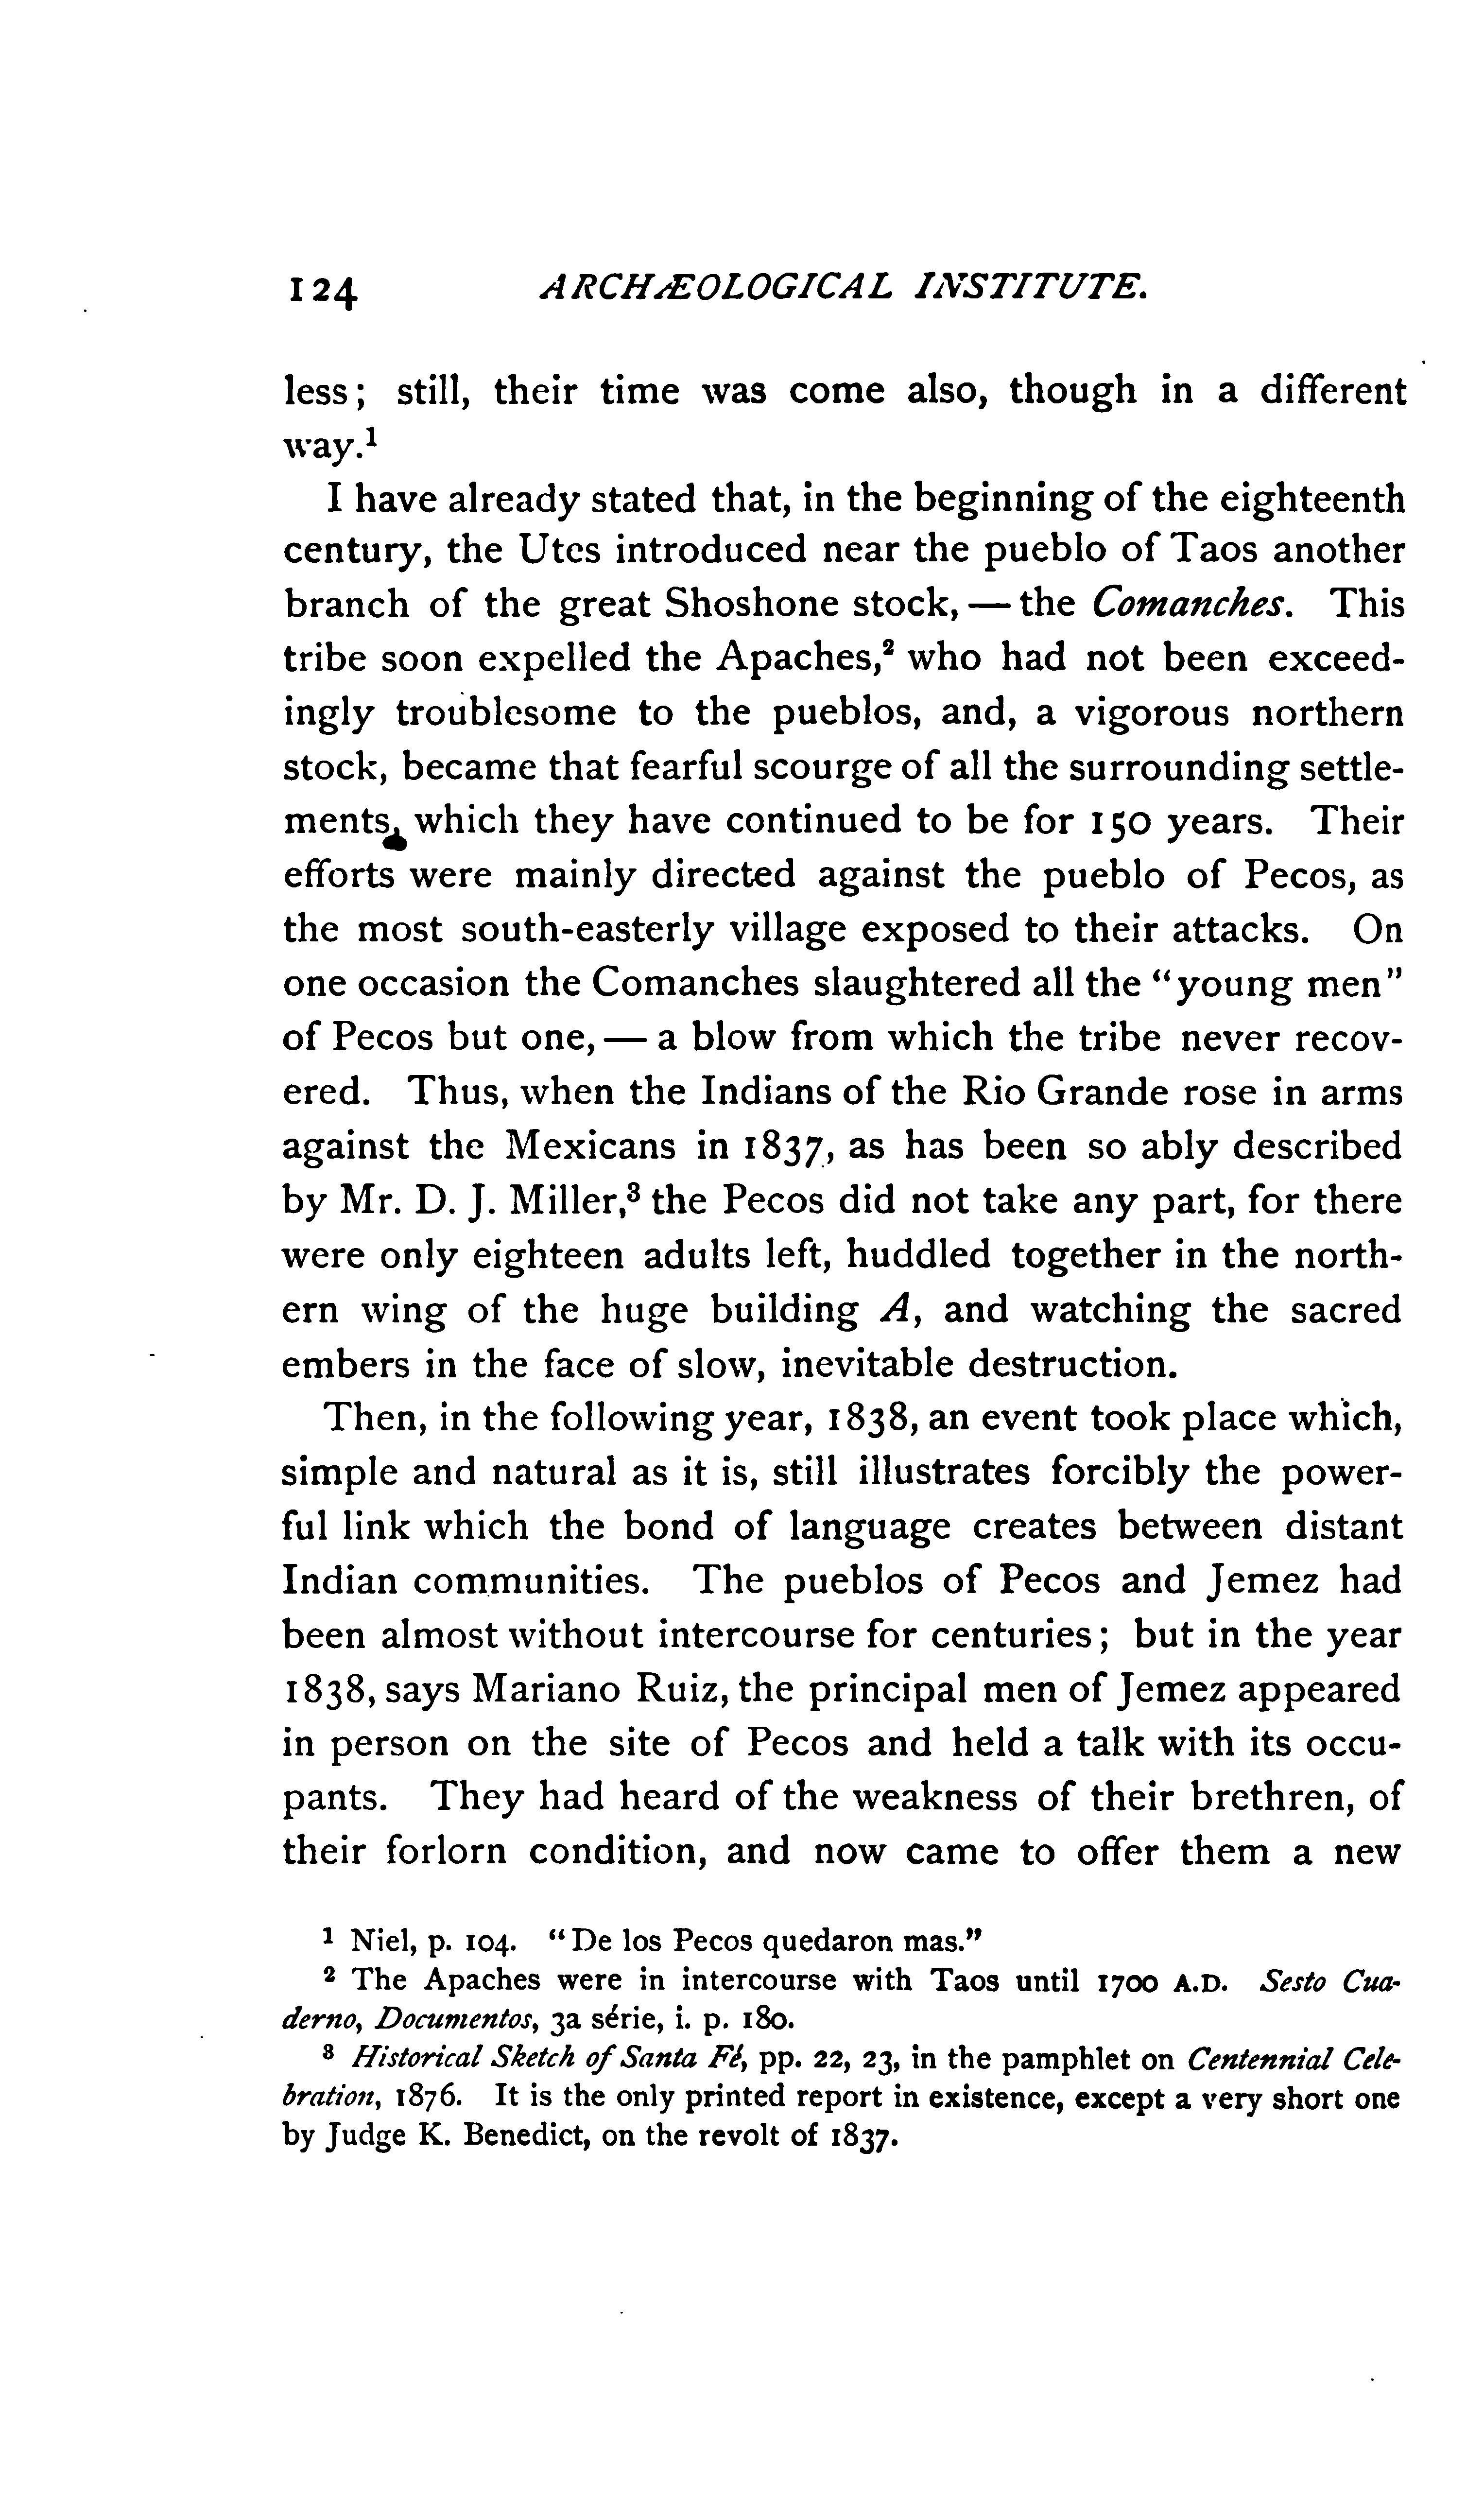 124 ARCHÆOLOGICAL INSTITUTE.
less; still, their time was come also, though in a different
way.¹
I have already stated that, in the beginning of the eighteenth
century, the Utes introduced near the pueblo of Taos another
branch of the great Shoshone stock, — the Comanches. This
tribe soon expelled the Apaches,² who had not been exceed-
ingly troublesome to the pueblos, and, a vigorous northern
stock, became that fearful scourge of all the surrounding settle-
ments, which they have continued to be for 150 years. Their
efforts were mainly directed against the pueblo of Pecos, as
the most south-easterly village exposed to their attacks. On
one occasion the Comanches slaughtered all the "young men"
of Pecos but one, — a blow from which the tribe never recov-
ered. Thus, when the Indians of the Rio Grande rose in arms
against the Mexicans in 1837, as has been so ably described
by Mr. D. J. Miller,³ the Pecos did not take any part, for there
were only eighteen adults left, huddled together in the north-
ern wing of the huge building A, and watching the sacred
embers in the face of slow, inevitable destruction.
Then, in the following year, 1838, an event took place which,
simple and natural as it is, still illustrates forcibly the power-
ful link which the bond of language creates between distant
Indian communities. The pueblos of Pecos and Jemez had
been almost without intercourse for centuries; but in the year
1838, says Mariano Ruiz, the principal men of Jemez appeared
in person on the site of Pecos and held a talk with its occu-
pants. They had heard of the weakness of their brethren, of
their forlorn condition, and now came to offer them a new
¹ Niel, p. 104. "De los Pecos quedaron mas."
² The Apaches were in intercourse with Taos until 1700 A.D. Sesto Cua-
derno, Documentos, 3a série, i. p. 180.
³ Historical Sketch of Santa Fé, pp. 22, 23, in the pamphlet on Centennial Cele-
bration, 1876. It is the only printed report in existence, except a very short one
by Judge K. Benedict, on the revolt of 1837.